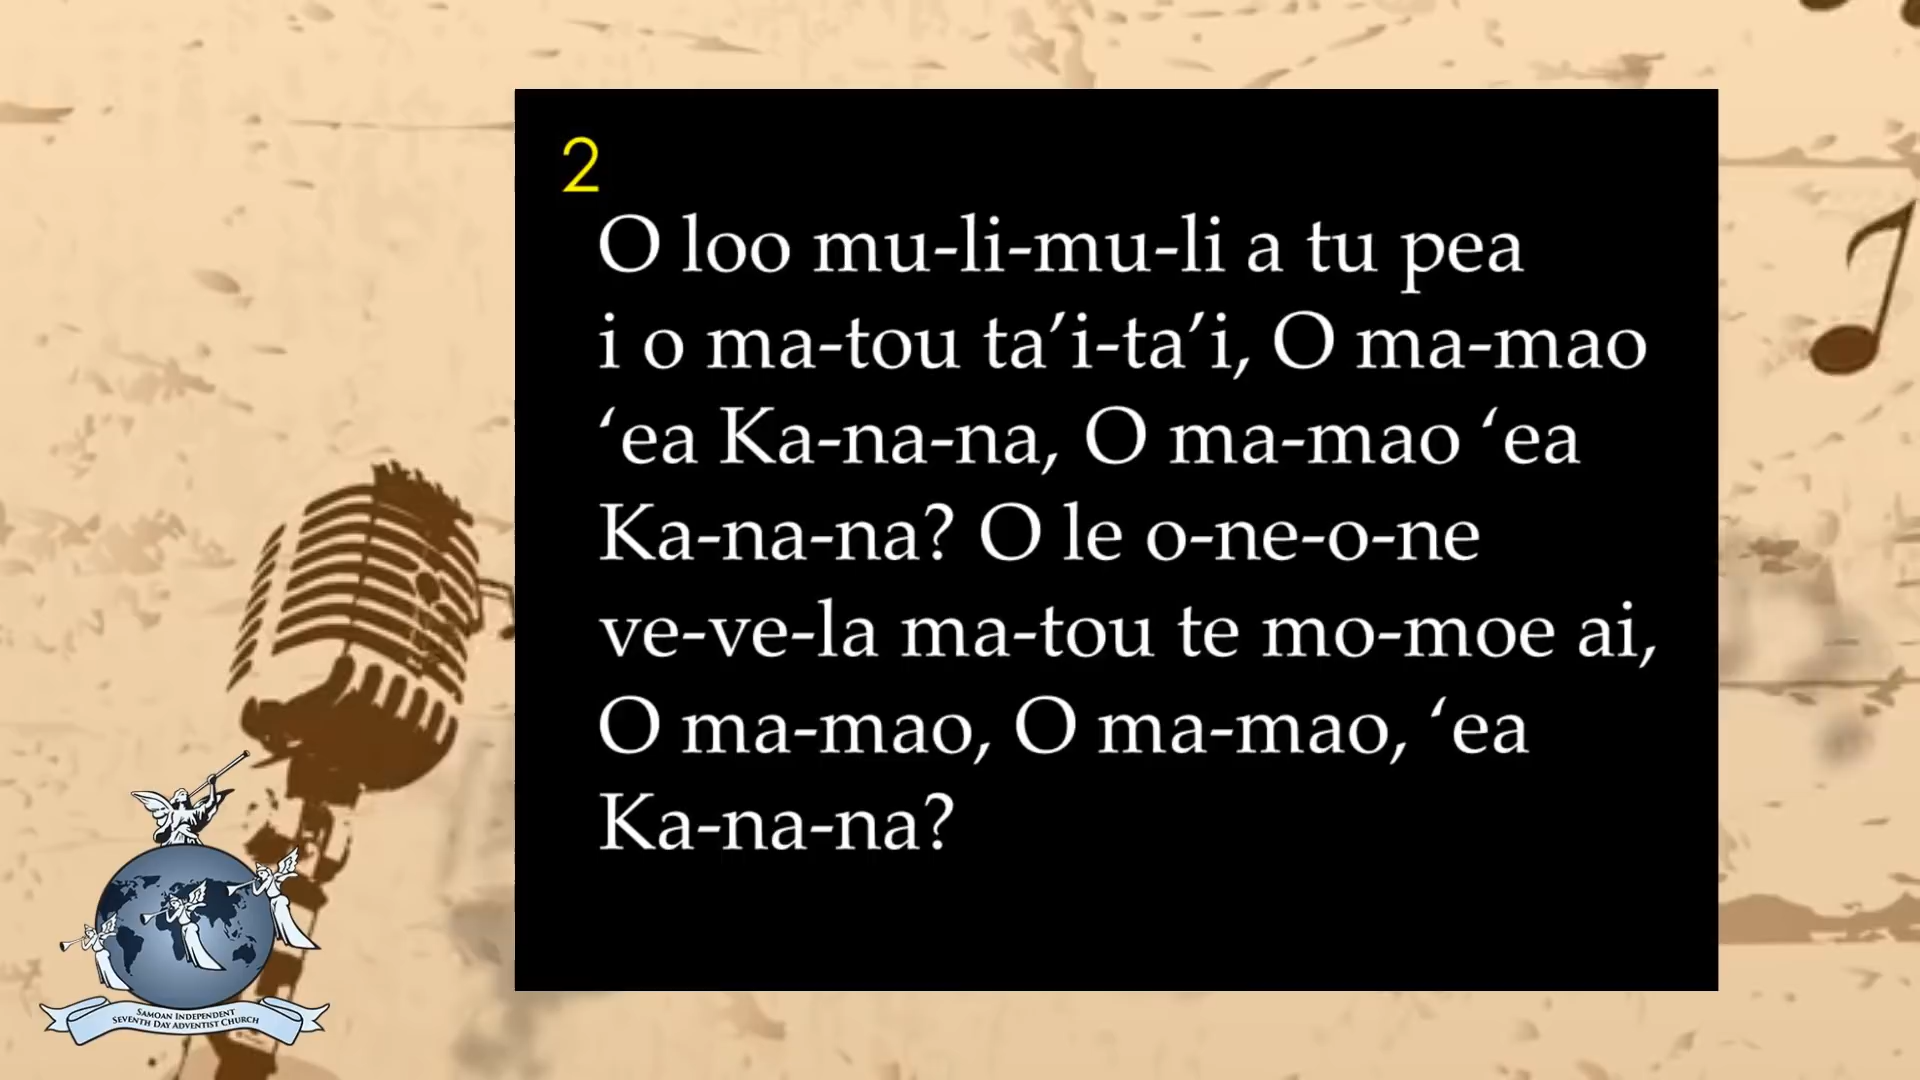 2
O loo mu-li-mu-li a tu pea
i o ma-tou ta’i-ta’i, O ma-mao
‘ea Ka-na-na, O ma-mao ‘ea
Ka-na-na? O le o-ne-o-ne
ve-ve-la ma-tou te mo-moe ai,
O ma-mao, O ma-mao, ‘ea
Ka-na-na?
SAMOAN INDEPENDENT
SEVENTH DAY ADVENTIST CHURCH